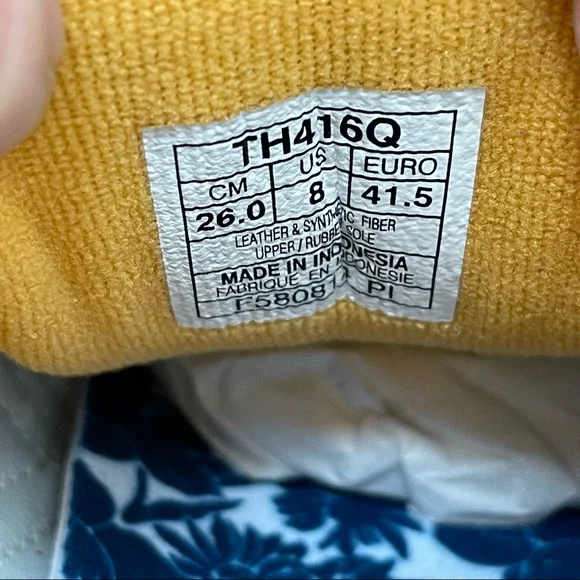 TH416Q
CM US EURO
26.0 8 41.5
LEATHER & SYNTHETIC FIBER
UPPER / RUBBER SOLE
MADE IN INDONESIA
FABRIQUE EN INDONESIE
PI